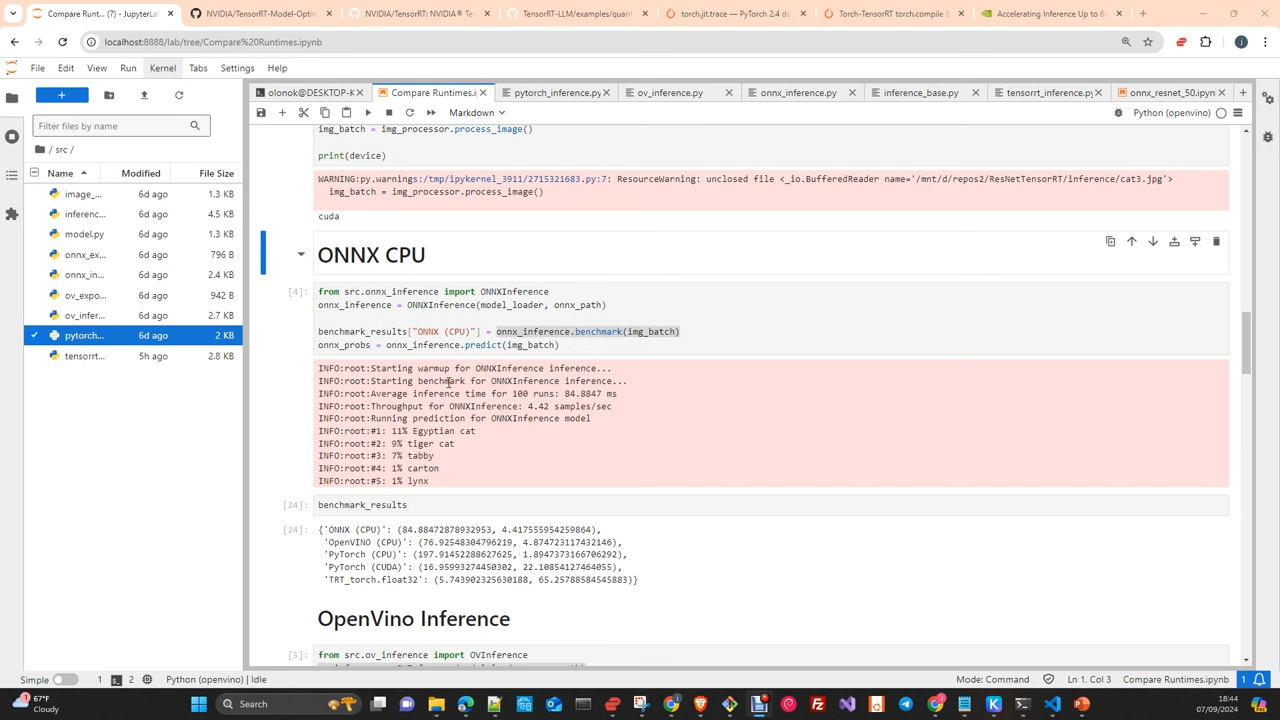 Compare Run... (7) - JupyterLab
NVIDIA/TensorRT-Model-Optim
NVIDIA/TensorRT: NVIDIA® T
TensorRT-LLM/examples/quant
torch.jit.trace — PyTorch 2.4 do
Torch-TensorRT torch.compile B
Accelerating Inference Up to 6x
localhost:8888/lab/tree/Compare%20Runtimes.ipynb
File Edit View Run Kernel Tabs Settings Help
olonok@DESKTOP-K
Compare Runtimes.i
pytorch_inference.py
ov_inference.py
onnx_inference.py
inference_base.py
tensorrt_inference.py
onnx_resnet_50.ipynb
Markdown
Python (openvino)
Filter files by name
/ src /
Name Modified File Size
image_... 6d ago 1.3 KB
inferenc... 6d ago 4.5 KB
model.py 6d ago 1.3 KB
onnx_ex... 6d ago 796 B
onnx_in... 6d ago 2.4 KB
ov_expo... 6d ago 942 B
ov_infer... 6d ago 2.7 KB
pytorch... 6d ago 2 KB
tensorrt... 5h ago 2.8 KB
img_batch = img_processor.process_image()
print(device)
WARNING:py.warnings:/tmp/ipykernel_3911/2715321683.py:7: ResourceWarning: unclosed file <_io.BufferedReader name='/mnt/d/repos2/ResNetTensorRT/inference/cat3.jpg'>
img_batch = img_processor.process_image()
cuda
ONNX CPU
[4]: from src.onnx_inference import ONNXInference
onnx_inference = ONNXInference(model_loader, onnx_path)
benchmark_results["ONNX (CPU)"] = onnx_inference.benchmark(img_batch)
onnx_probs = onnx_inference.predict(img_batch)
INFO:root:Starting warmup for ONNXInference inference...
INFO:root:Starting benchmark for ONNXInference inference...
INFO:root:Average inference time for 100 runs: 84.8847 ms
INFO:root:Throughput for ONNXInference: 4.42 samples/sec
INFO:root:Running prediction for ONNXInference model
INFO:root:#1: 11% Egyptian cat
INFO:root:#2: 9% tiger cat
INFO:root:#3: 7% tabby
INFO:root:#4: 1% carton
INFO:root:#5: 1% lynx
[24]: benchmark_results
[24]: {'ONNX (CPU)': (84.88472878932953, 4.417555954259864),
'OpenVINO (CPU)': (76.92548304796219, 4.874723117432146),
'PyTorch (CPU)': (197.91452288627625, 1.8947373166706292),
'PyTorch (CUDA)': (16.95993274450302, 22.10854127464055),
'TRT_torch.float32': (5.743902325630188, 65.25788584545883)}
OpenVino Inference
[5]: from src.ov_inference import OVInference
Simple
1
2
Python (openvino) | Idle
Mode: Command
Ln 1, Col 3
Compare Runtimes.ipynb
1
67°F
Cloudy
Search
18:44
07/09/2024